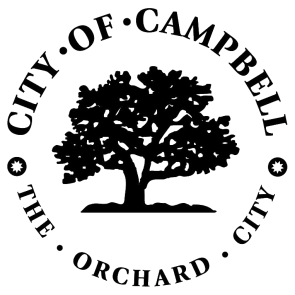 CITY • OF • CAMPBELL
THE • ORCHARD • CITY